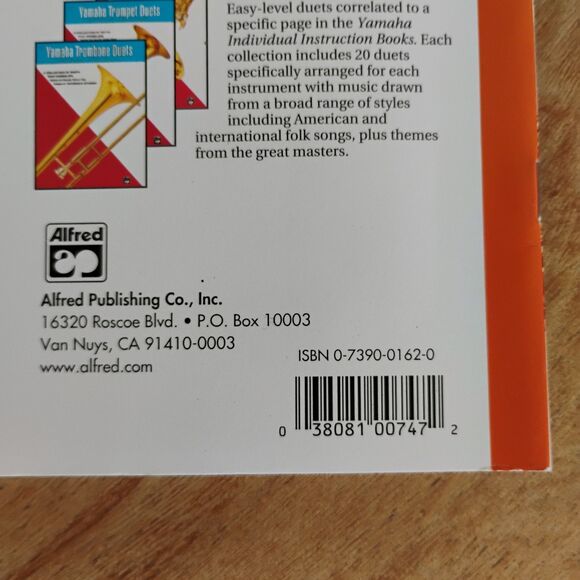 Yamaha Trumpet Duets
Yamaha Trombone Duets
Easy-level duets correlated to a
specific page in the Yamaha
Individual Instruction Books. Each
collection includes 20 duets
specifically arranged for each
instrument with music drawn
from a broad range of styles
including American and
international folk songs, plus themes
from the great masters.
Alfred
Alfred Publishing Co., Inc.
16320 Roscoe Blvd. • P.O. Box 10003
Van Nuys, CA 91410-0003
www.alfred.com
ISBN 0-7390-0162-0
0 38081 00747 2